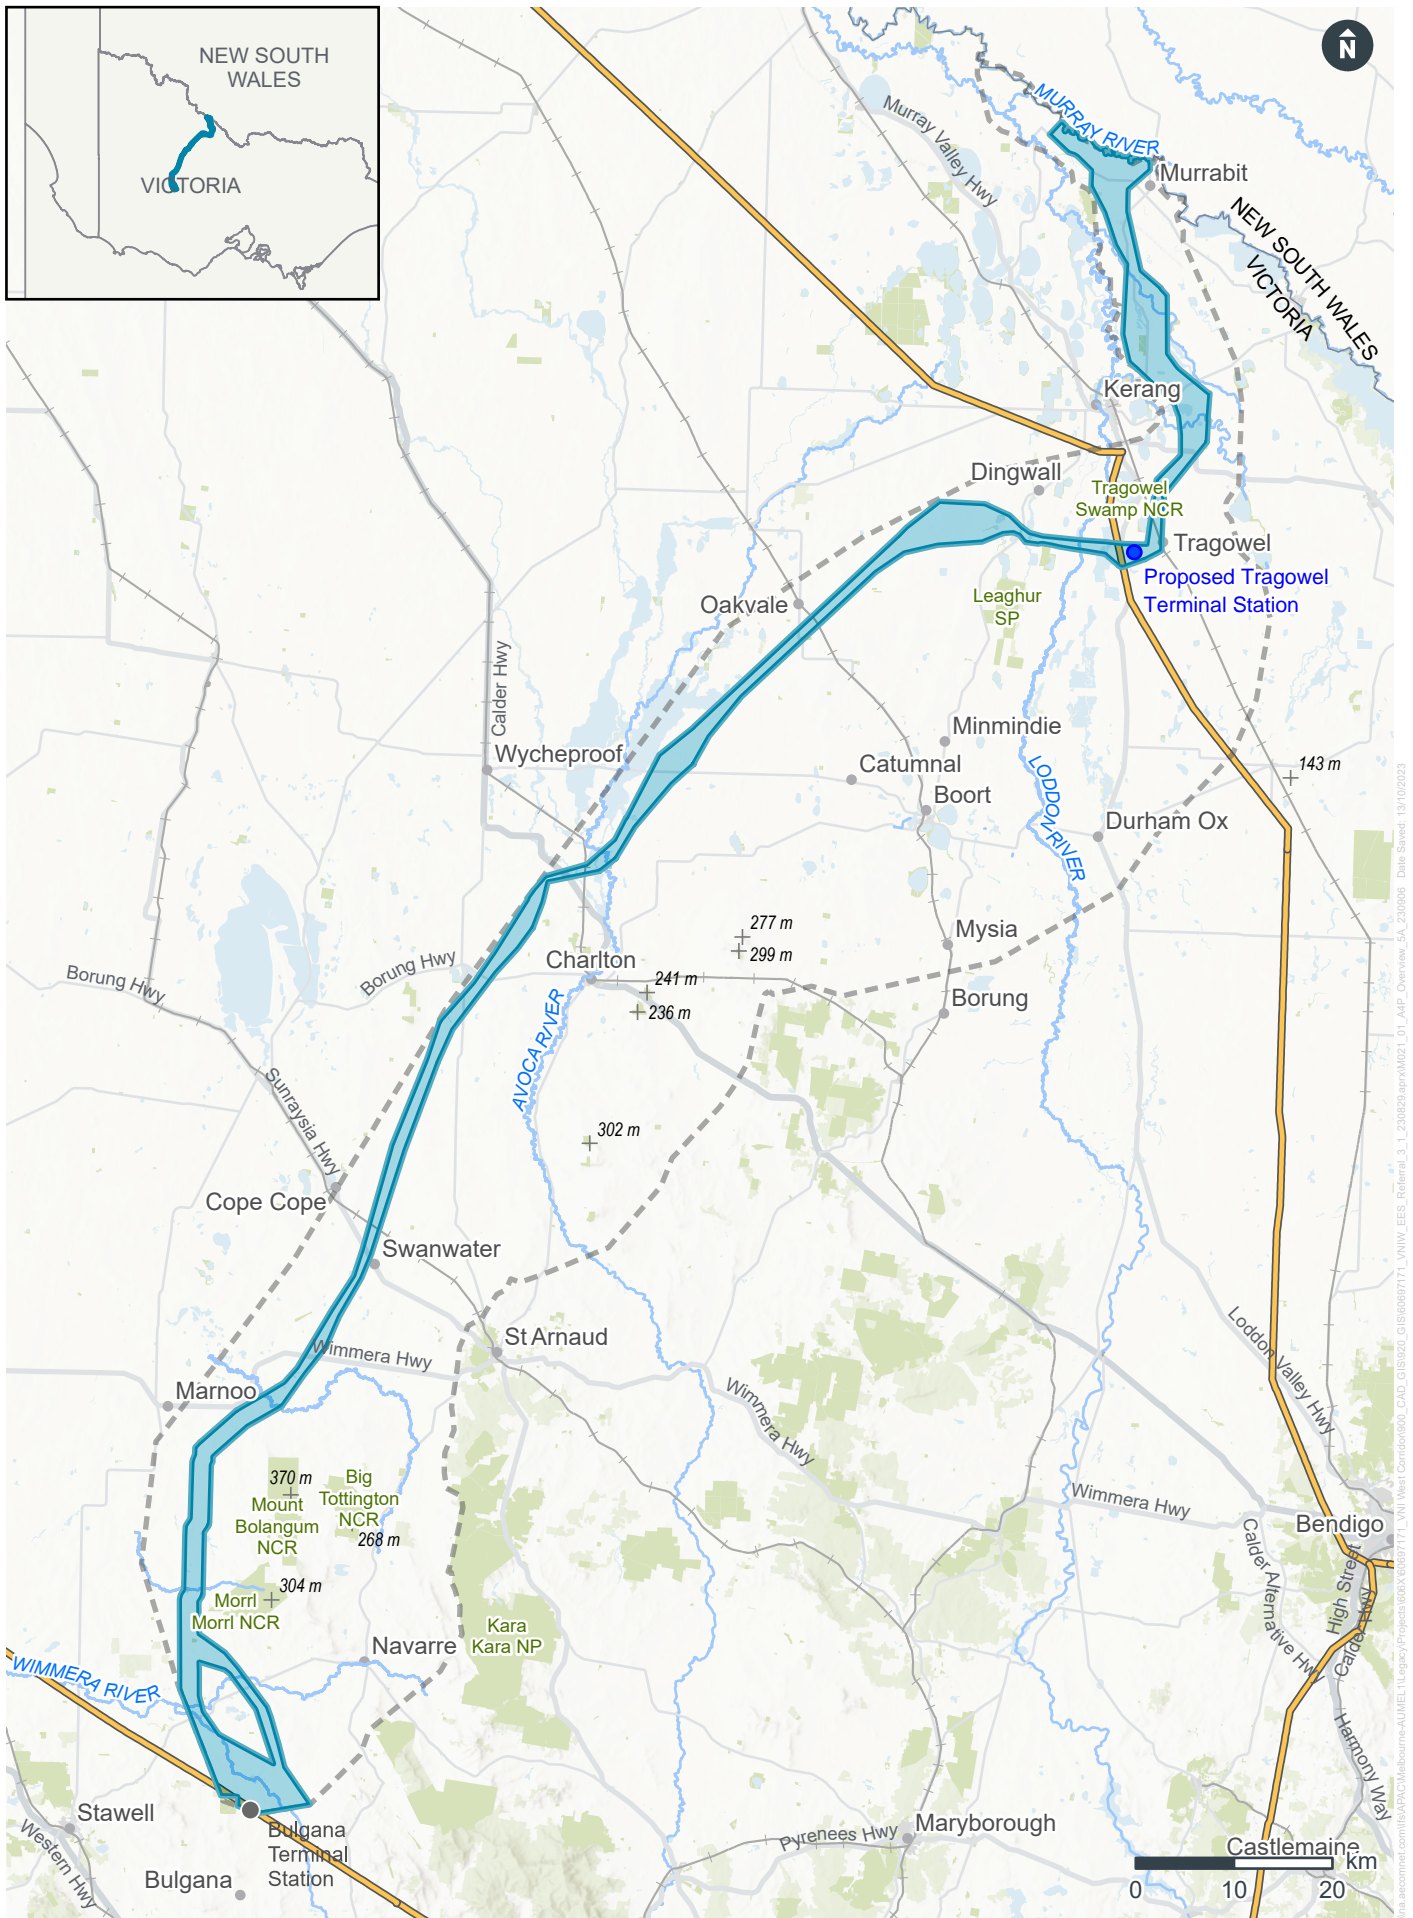 NEW SOUTH
WALES
VICTORIA
N
MURRAY RIVER
Murray Valley Hwy
Murrabit
NEW SOUTH WALES
VICTORIA
Kerang
Dingwall
Tragowel
Swamp NCR
Tragowel
Proposed Tragowel
Terminal Station
Leaghur
SP
Oakvale
Calder Hwy
Minmindie
Wycheproof
Catumnal
143 m
LODDON RIVER
Boort
Durham Ox
277 m
Mysia
299 m
Charlton
Borung Hwy
Borung Hwy
241 m
236 m
Borung
AVOCA RIVER
Sunraysia Hwy
302 m
Cope Cope
Swanwater
St Arnaud
Wimmera Hwy
Loddon Valley Hwy
Marnoo
Wimmera Hwy
370 m
Mount
Bolangum
NCR
Big
Tottington
NCR
268 m
Wimmera Hwy
Bendigo
Calder Alternative Hwy
High Street
Calder Hwy
304 m
Morrl
Morrl NCR
Kara
Kara NP
Navarre
WIMMERA RIVER
Harmony Way
Stawell
Western Hwy
Bulgana
Terminal
Station
Bulgana
Pyrenees Hwy
Maryborough
Castlemaine
km
0 10 20